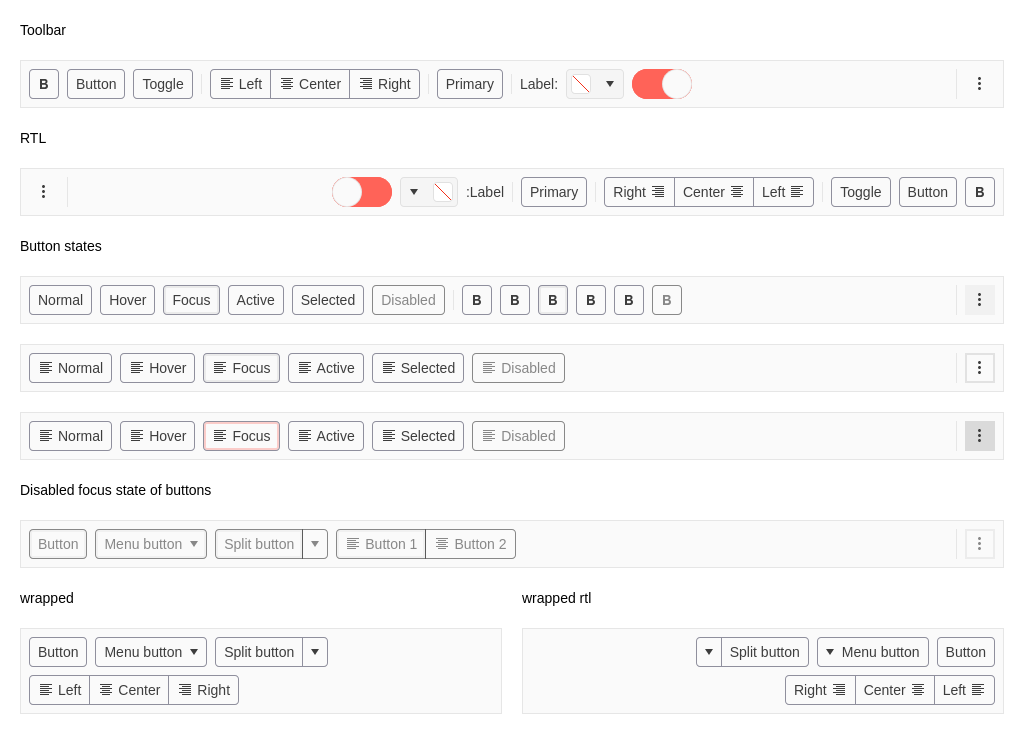 Toolbar
B Button Toggle Left Center Right Primary Label:
RTL
:Label Primary Right Center Left Toggle Button B
Button states
Normal Hover Focus Active Selected Disabled B B B B B B
Normal Hover Focus Active Selected Disabled
Normal Hover Focus Active Selected Disabled
Disabled focus state of buttons
Button Menu button Split button Button 1 Button 2
wrapped
Button Menu button Split button
Left Center Right
wrapped rtl
Split button Menu button Button
Right Center Left